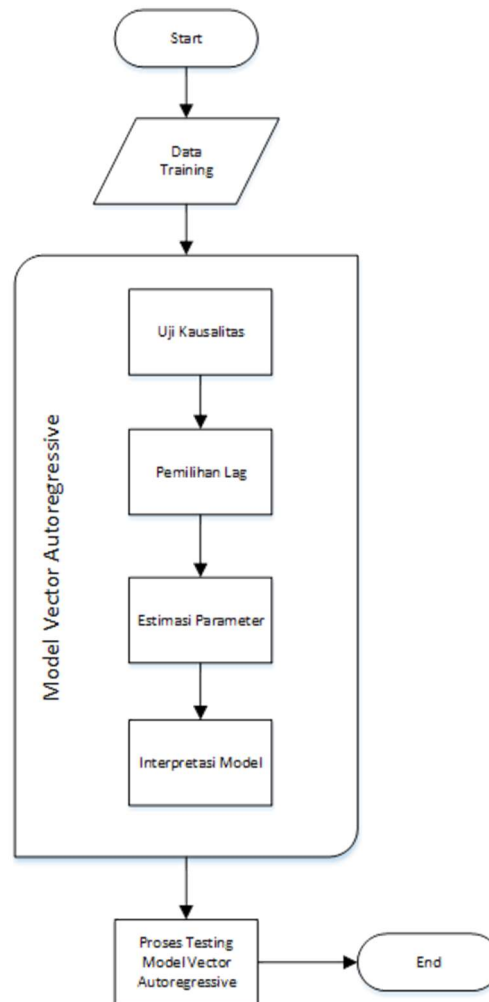 Start
Data
Training
Model Vector Autoregressive
Uji Kausalitas
Pemilihan Lag
Estimasi Parameter
Interpretasi Model
Proses Testing
Model Vector
Autoregressive
End